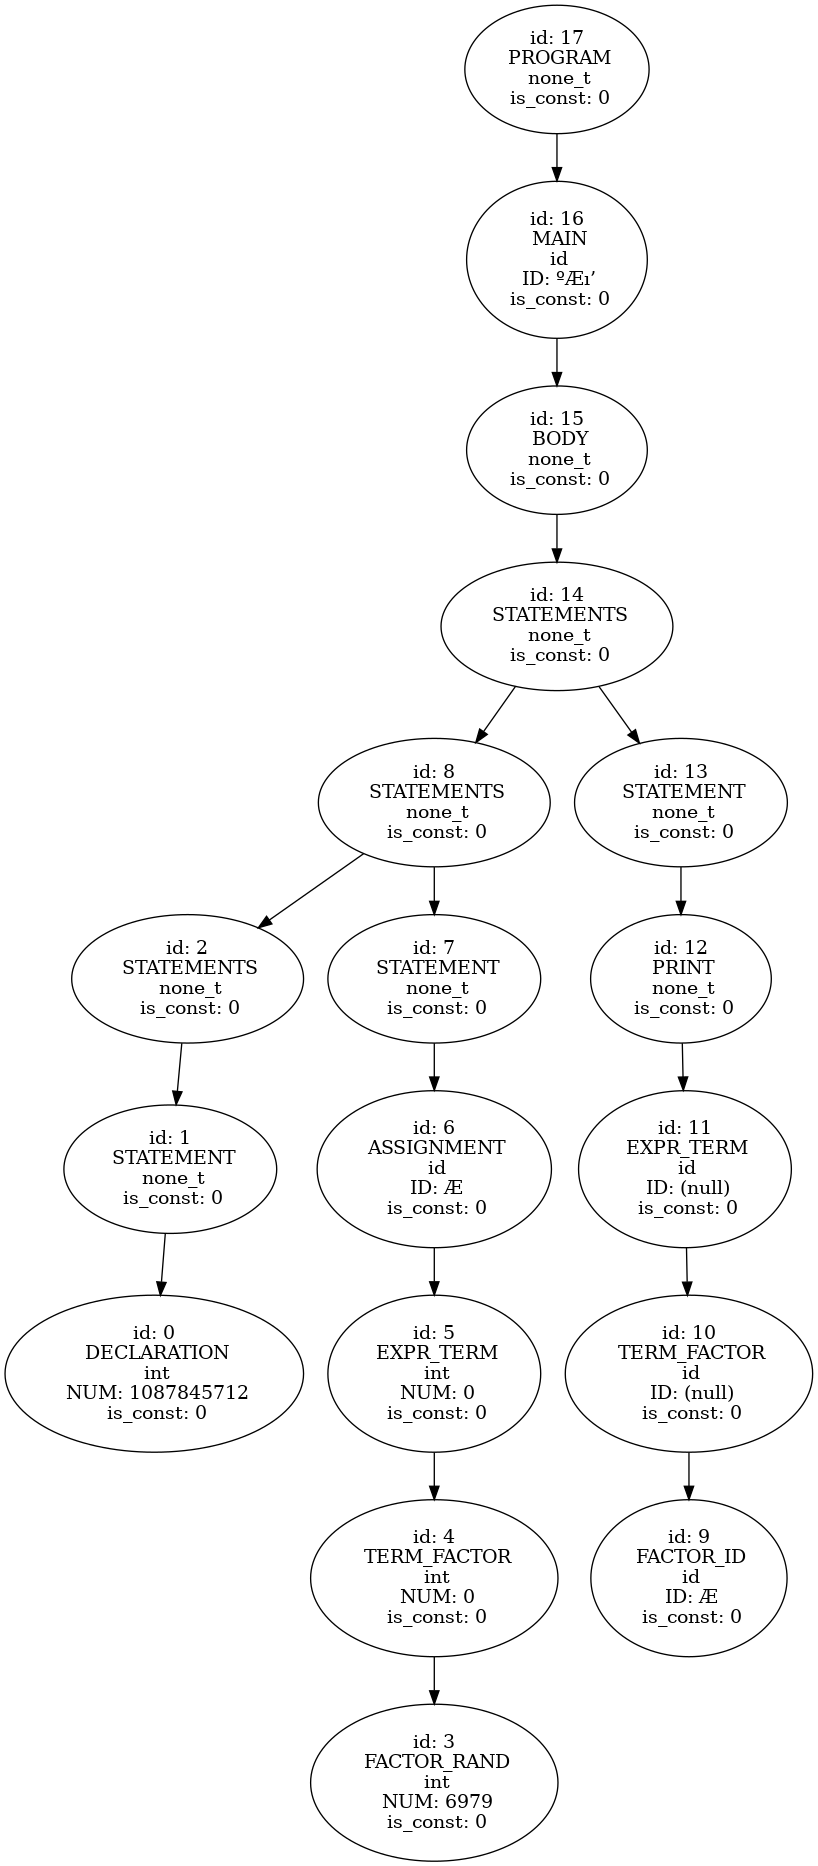 id: 17
PROGRAM
none_t
is_const: 0
id: 16
MAIN
id
ID: ºÆı’
is_const: 0
id: 15
BODY
none_t
is_const: 0
id: 14
STATEMENTS
none_t
is_const: 0
id: 8
STATEMENTS
none_t
is_const: 0
id: 13
STATEMENT
none_t
is_const: 0
id: 2
STATEMENTS
none_t
is_const: 0
id: 7
STATEMENT
none_t
is_const: 0
id: 12
PRINT
none_t
is_const: 0
id: 1
STATEMENT
none_t
is_const: 0
id: 6
ASSIGNMENT
id
ID: Æ
is_const: 0
id: 11
EXPR_TERM
id
ID: (null)
is_const: 0
id: 0
DECLARATION
int
NUM: 1087845712
is_const: 0
id: 5
EXPR_TERM
int
NUM: 0
is_const: 0
id: 10
TERM_FACTOR
id
ID: (null)
is_const: 0
id: 4
TERM_FACTOR
int
NUM: 0
is_const: 0
id: 9
FACTOR_ID
id
ID: Æ
is_const: 0
id: 3
FACTOR_RAND
int
NUM: 6979
is_const: 0